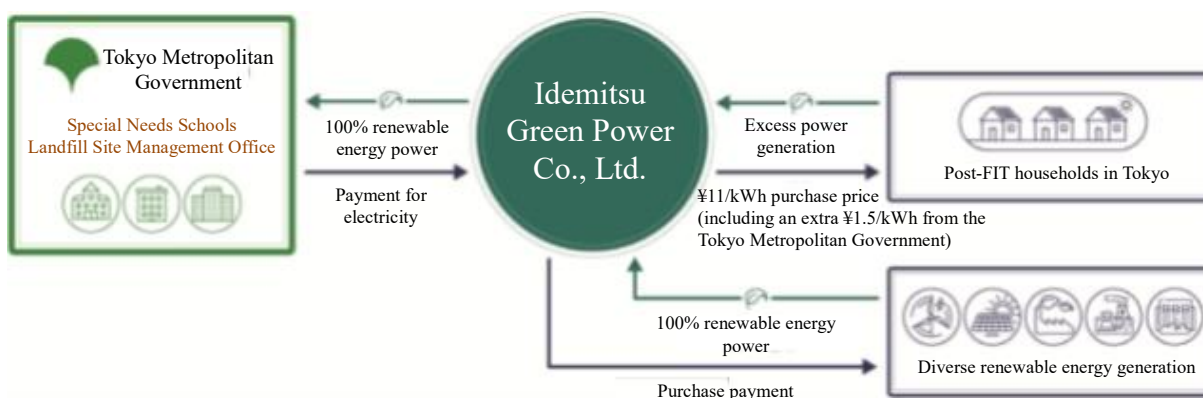 Tokyo Metropolitan
Government
Special Needs Schools
Landfill Site Management Office
100% renewable
energy power
Payment for
electricity
Idemitsu
Green Power
Co., Ltd.
Excess power
generation
¥11/kWh purchase price
(including an extra ¥1.5/kWh from the
Tokyo Metropolitan Government)
Post-FIT households in Tokyo
100% renewable energy
power
Purchase payment
Diverse renewable energy generation